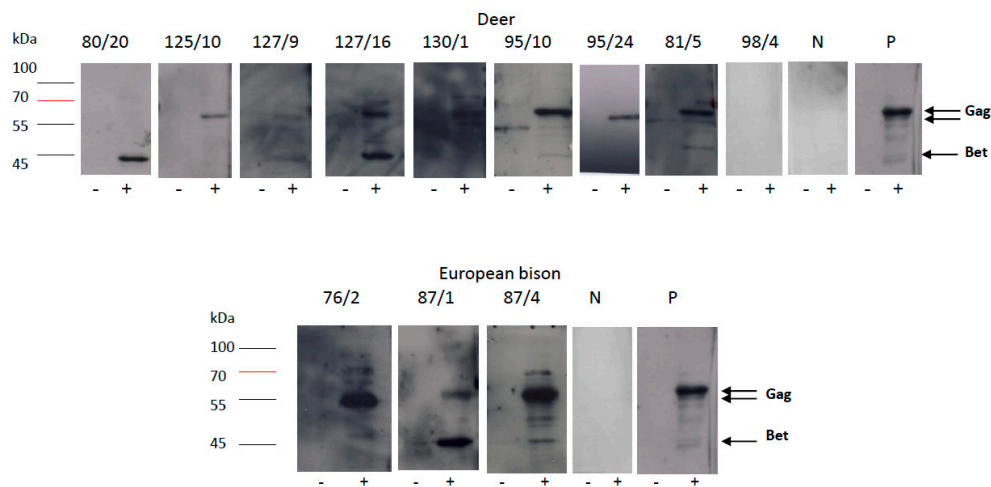 Deer
kDa 80/20 125/10 127/9 127/16 130/1 95/10 95/24 81/5 98/4 N P
100
70
Gag
55
Bet
45
- + - + - + - + - + - + - + - + - + - + - +
European bison
76/2 87/1 87/4 N P
kDa
100
70
Gag
55
Bet
45
- + - + - + - + - +